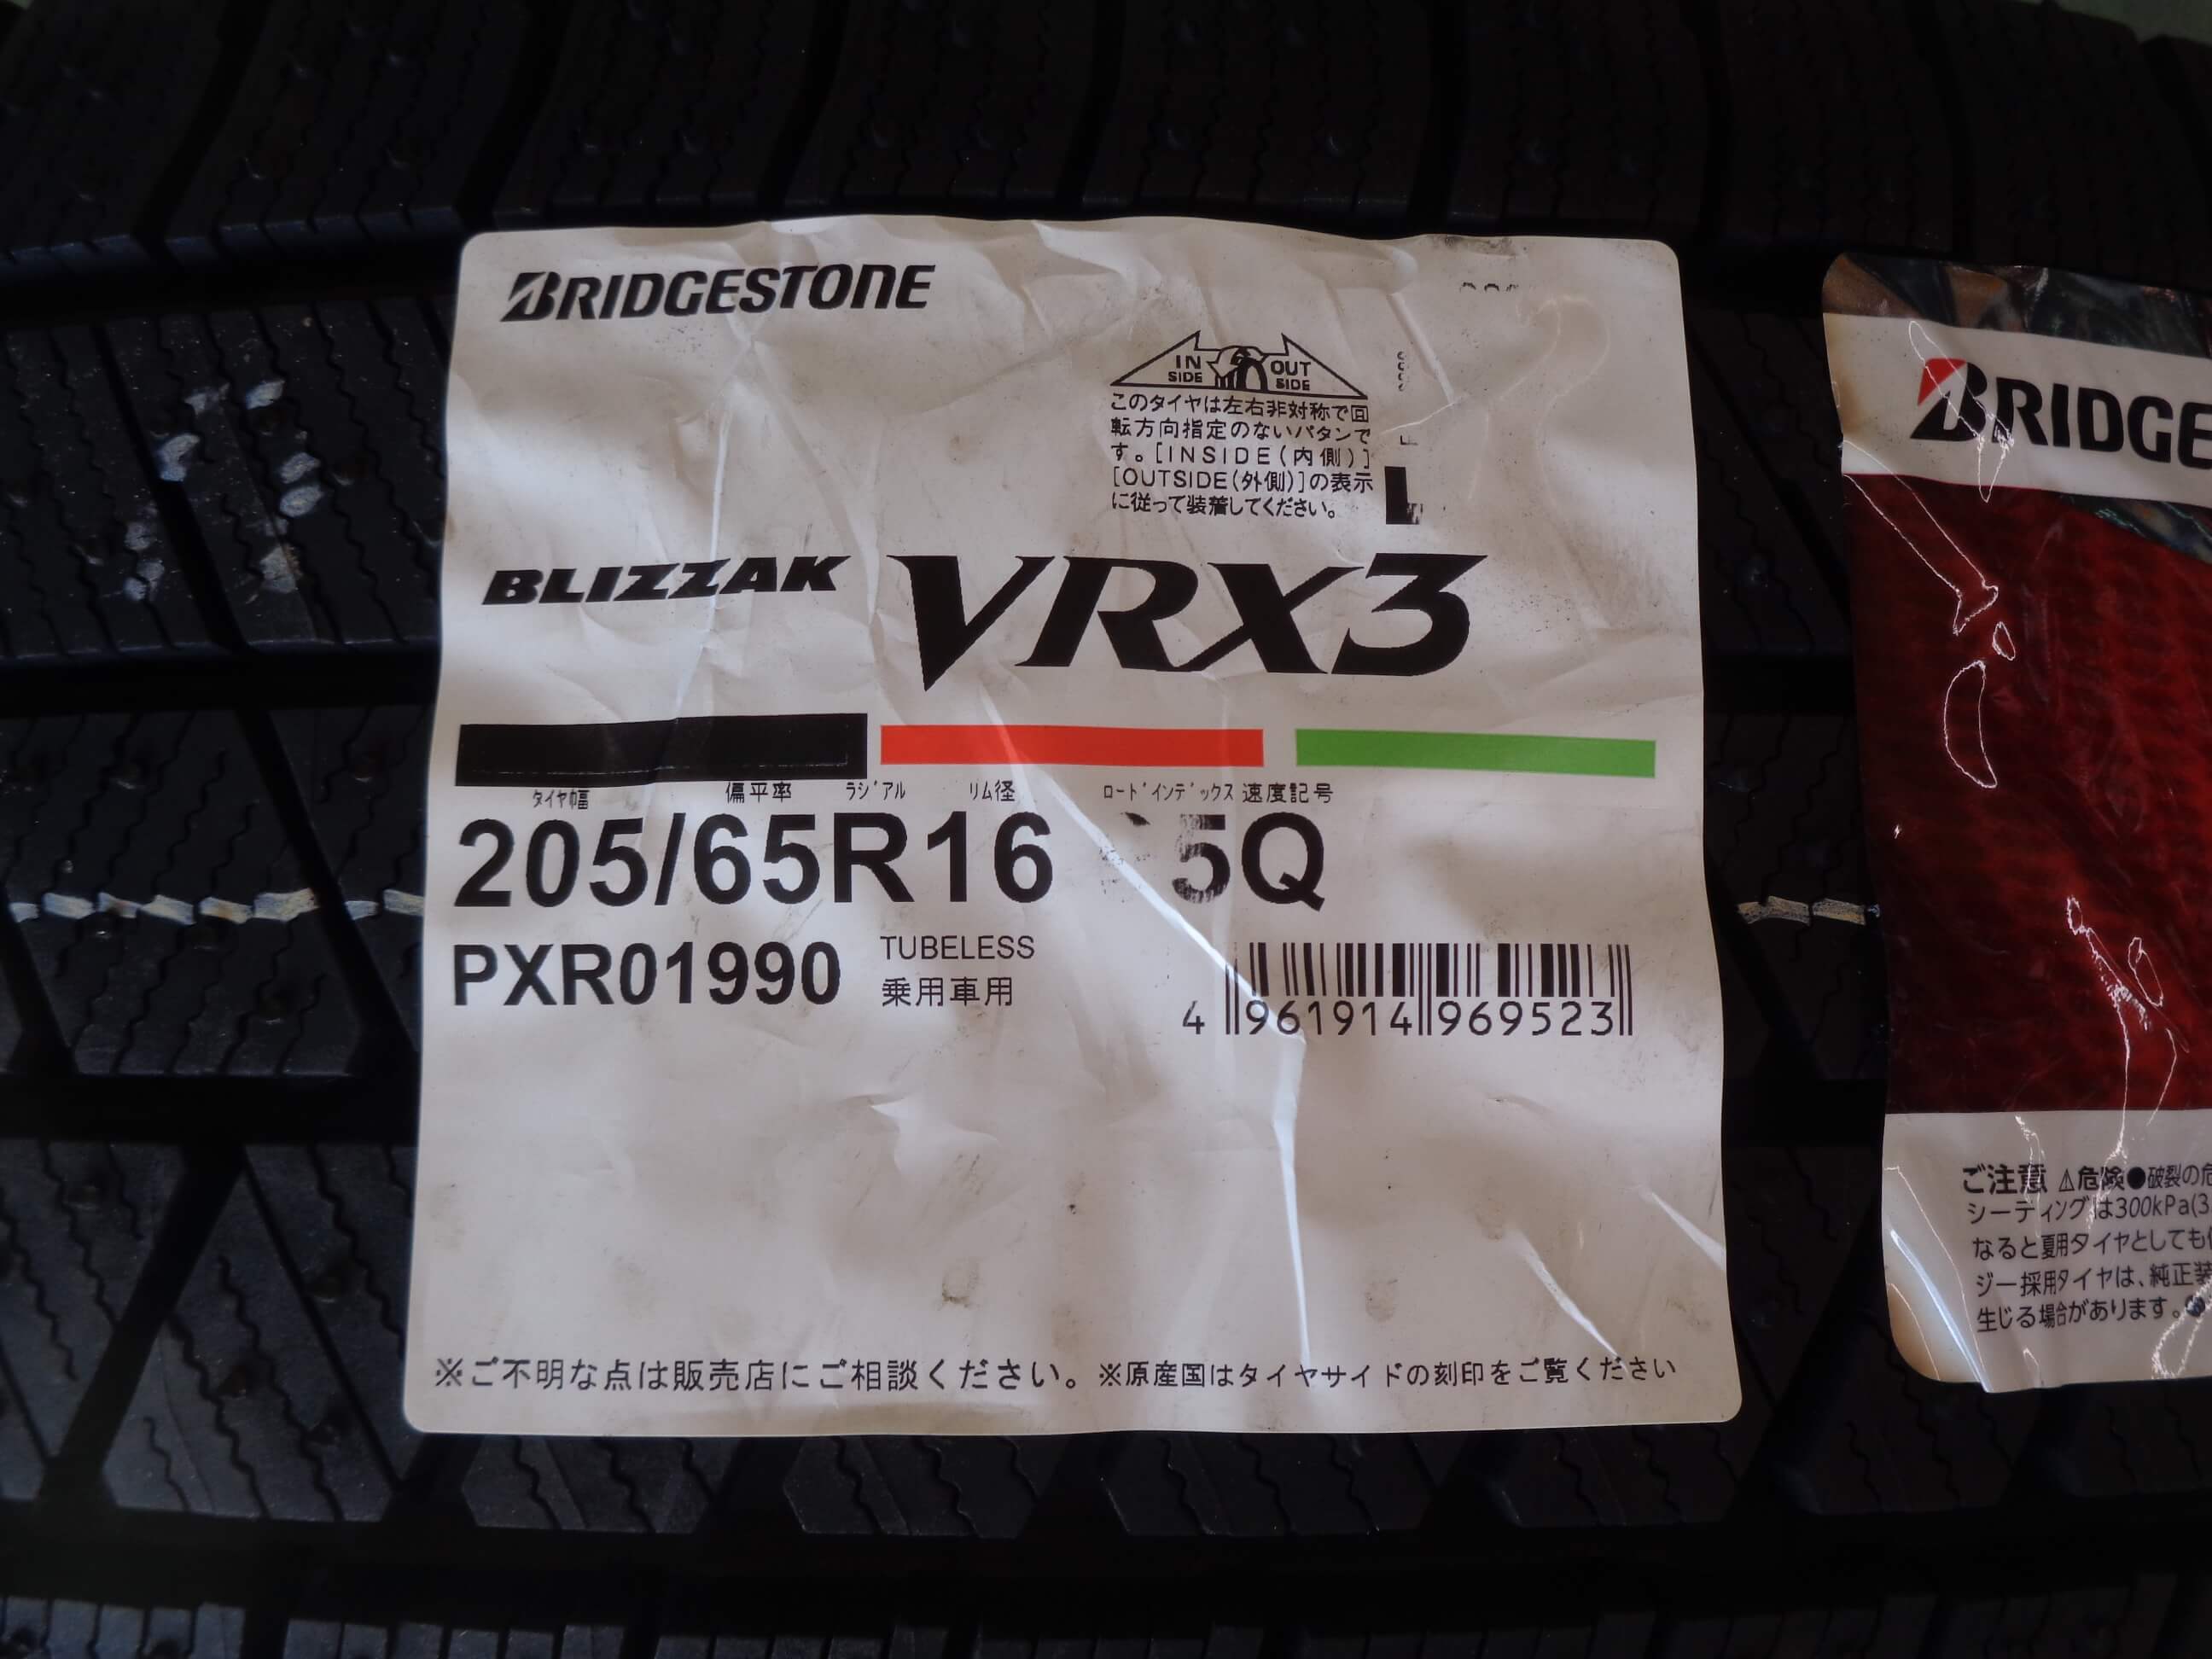 BRIDGESTONE
IN SIDE OUT SIDE
このタイヤは左右非対称で回
転方向指定のないパタンで
す。[INSIDE(内側)]
[OUTSIDE(外側)]の表示
に従って装着してください。
BLIZZAK VRX3
タイヤ巾畐 偏平率 ラジアル リム径 ロードインデックス 速度記号
205/65R16 5Q
PXR01990 TUBELESS
乗用車用
4 961914 969523
※ご不明な点は販売店にご相談ください。※原産国はタイヤサイドの刻印をご覧ください
BRIDGE
ご注意 ⚠危険●破裂の危
シーティングは300kPa(3.
なると夏用タイヤとしても
ジー採用タイヤは、純正装
生じる場合があります。